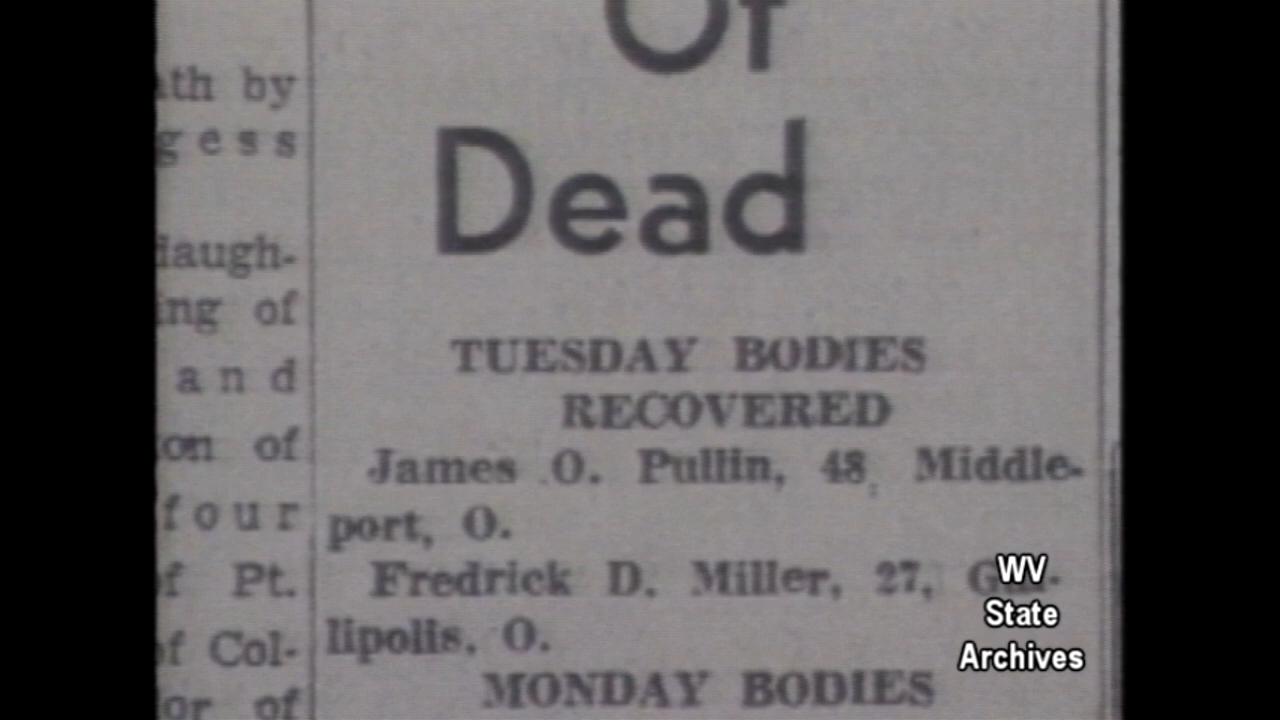 th by
gess
daugh-
ing of
and
on of
four
of Pt.
of Col-
or of
Of
Dead
TUESDAY BODIES
RECOVERED
James O. Pullin, 48, Middle-
port, O.
Fredrick D. Miller, 27,
lipolis, O.
MONDAY BODIES
WV
State
Archives